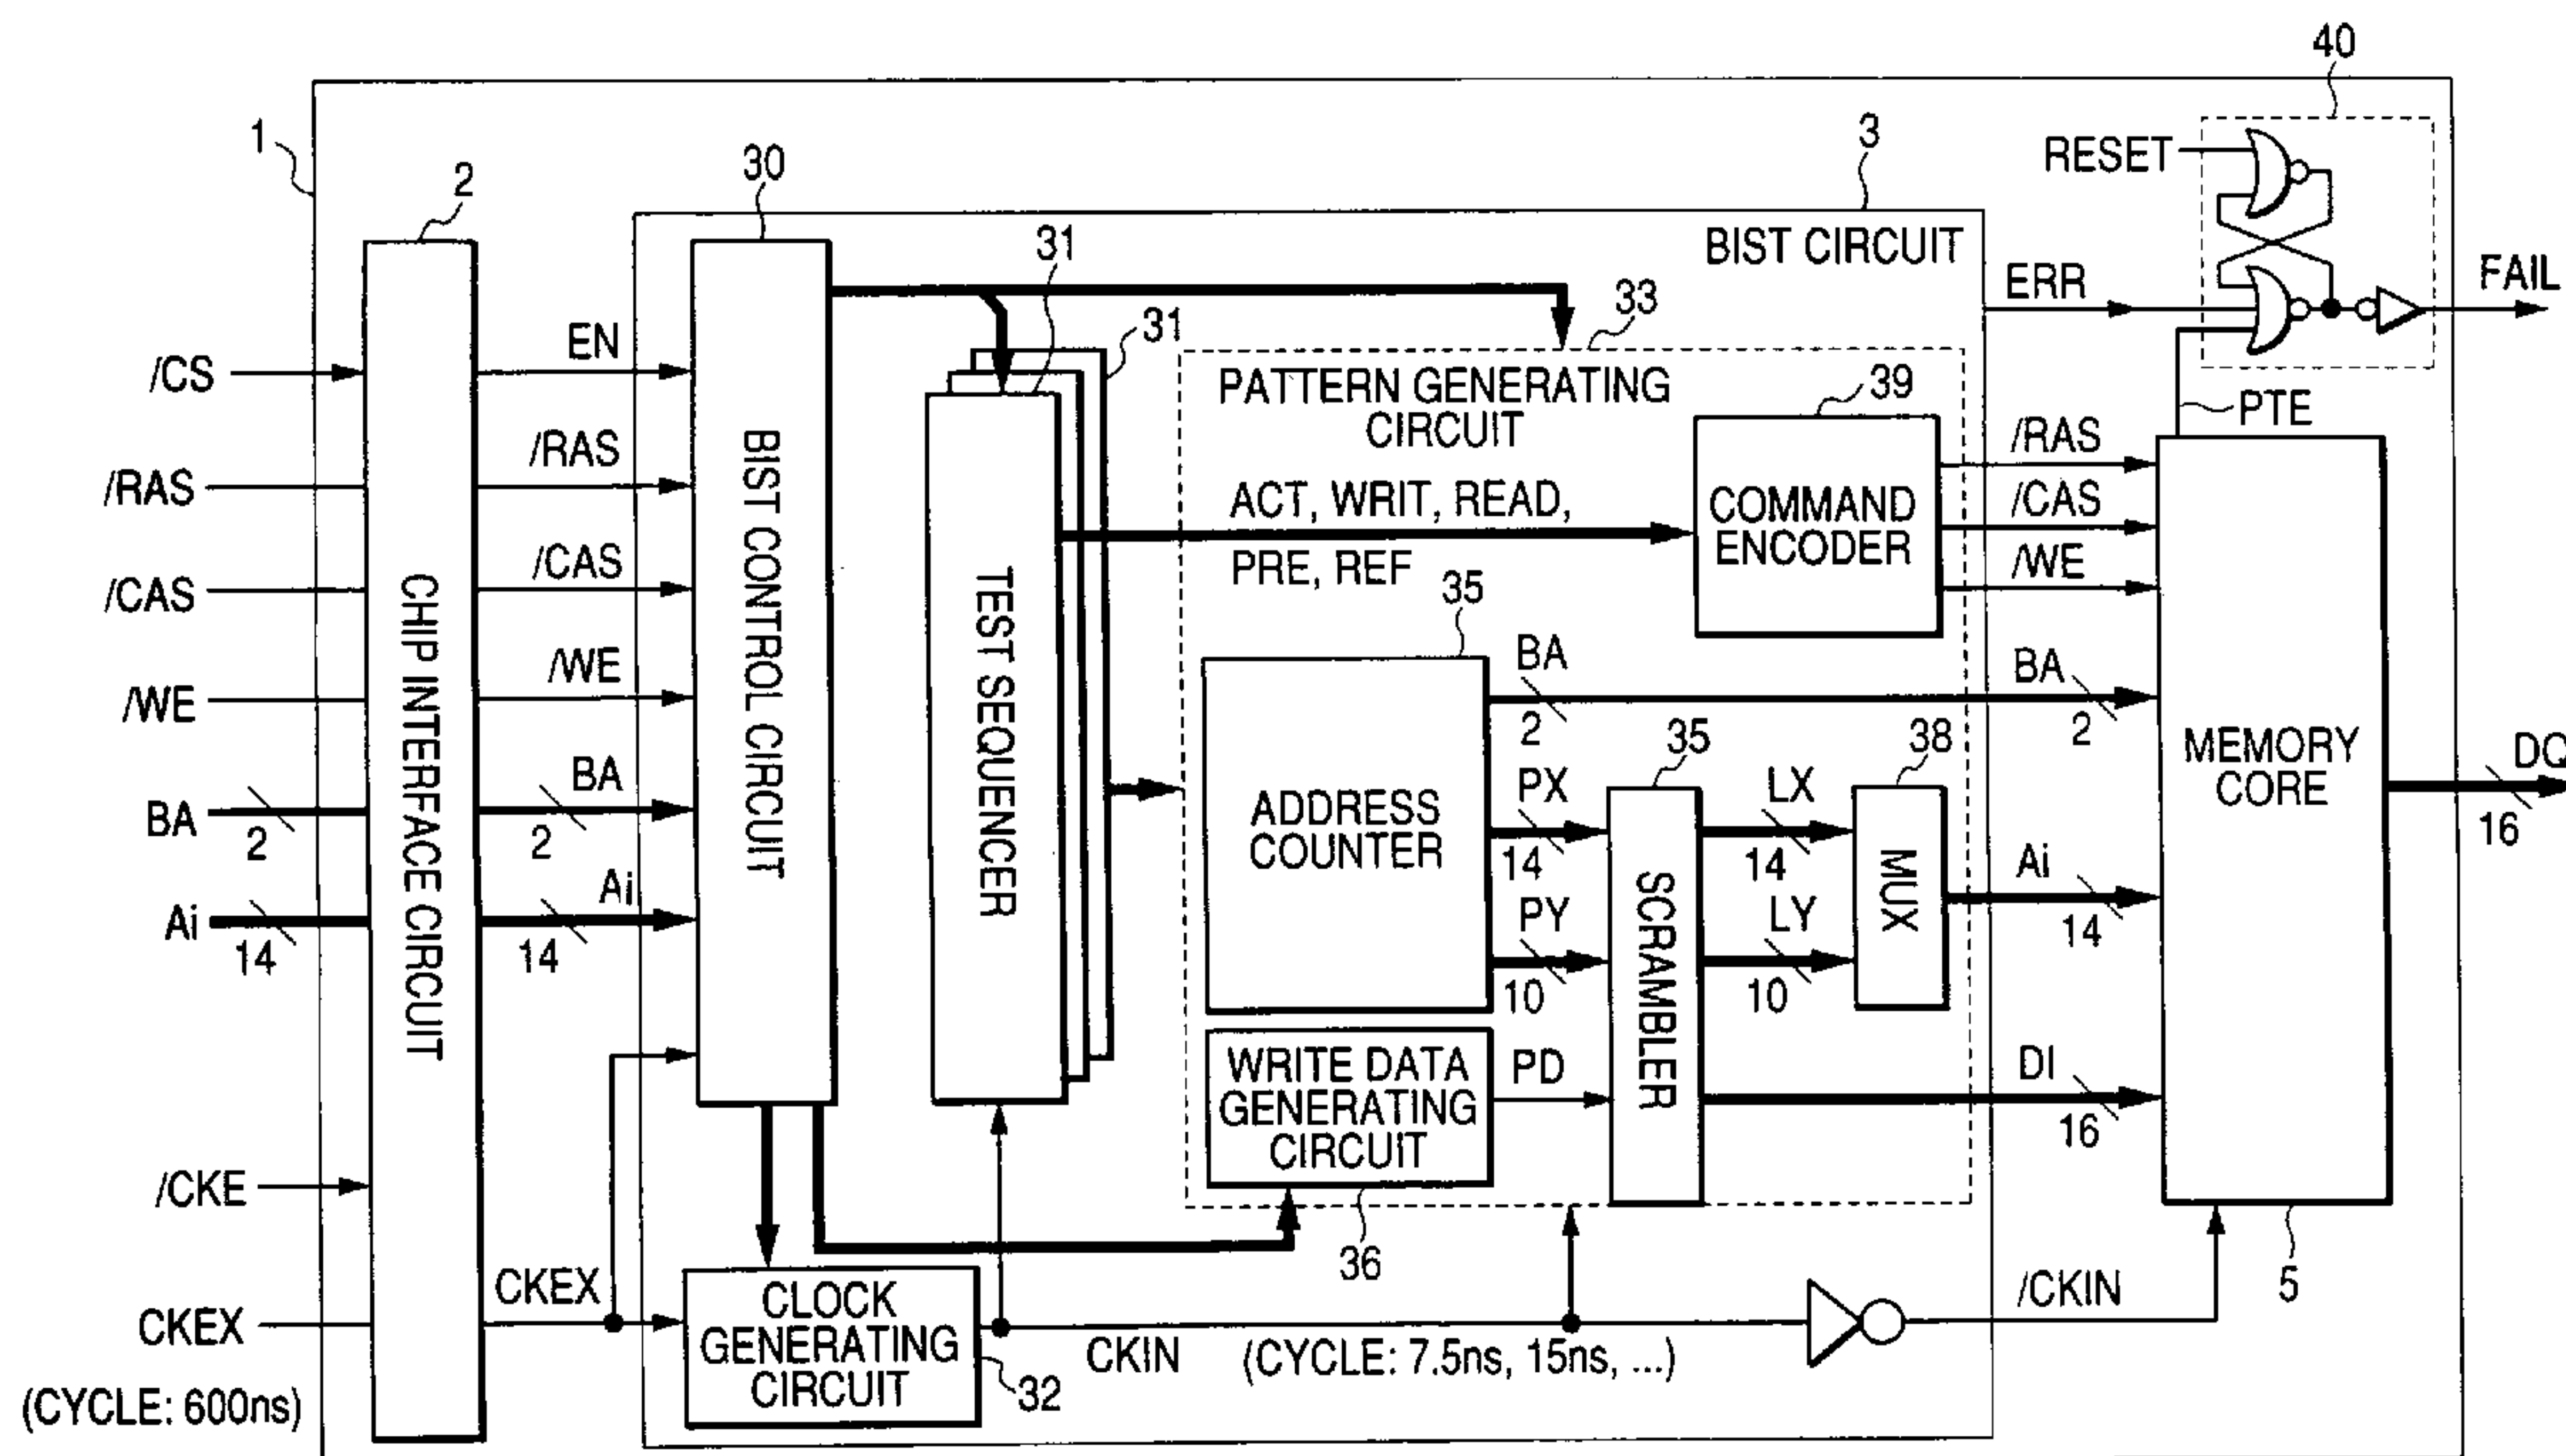 40
1
2
30
3
RESET
31
BIST CIRCUIT
ERR
FAIL
33
31
EN
/CS
PATTERN GENERATING
CIRCUIT
39
PTE
/RAS
/RAS
/RAS
ACT, WRIT, READ,
PRE, REF
COMMAND
ENCODER
/CAS
/CAS
/CAS
/WE
/WE
/WE
35
BA
2
BA
2
BIST CONTROL CIRCUIT
TEST SEQUENCER
CHIP INTERFACE CIRCUIT
MEMORY
CORE
DQ
16
BA
2
BA
2
ADDRESS
COUNTER
PX
14
35
LX
14
38
MUX
Ai
14
Ai
14
Ai
14
PY
10
SCRAMBLER
LY
10
WRITE DATA
GENERATING
CIRCUIT
PD
DI
16
/CKE
36
5
CKEX
CKEX
CLOCK
GENERATING
CIRCUIT
32
CKIN
(CYCLE: 7.5ns, 15ns, ...)
/CKIN
(CYCLE: 600ns)